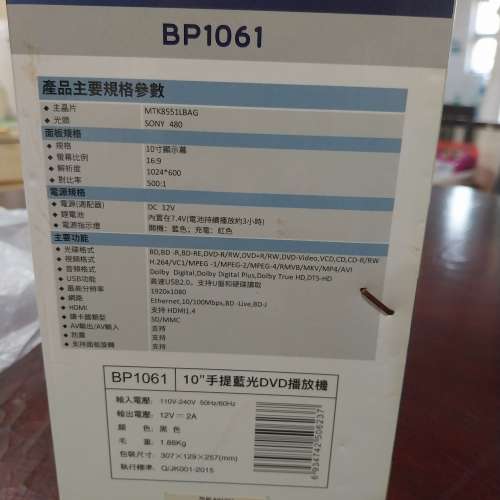 BP1061
產品主要規格參數
◆ 主晶片 MTK8551LBAG
◆ 光頭 SONY 480
面板規格
◆ 規格 10寸顯示幕
◆ 螢幕比例 16:9
◆ 解析度 1024*600
◆ 對比率 500:1
電源規格
◆ 電源(適配器) DC 12V
◆ 鋰電池 內置在7.4V(電池持續播放約3小時)
◆ 電源指示燈 開機：藍色；充電：紅色
主要功能
◆ 光碟格式 BD,BD -R,BD-RE,DVD-R/RW,DVD+R/RW,DVD-Video,VCD,CD,CD-R/RW
◆ 視頻格式 H.264/VC1/MPEG -1/MPEG-2/MPEG-4/RMVB/MKV/MP4/AVI
◆ 音頻格式 Dolby Digital,Dolby Digital Plus,Dolby True HD,DTS-HD
◆ USB功能 高速USB2.0，支持U盤和硬碟讀取
◆ 最高分辨率 1920x1080
◆ 網路 Ethernet,10/100Mbps,BD -Live,BD-J
◆ HDMI 支持 HDMI1.4
◆ 讀卡器類型 SD/MMC
◆ AV輸出/AV輸入 支持
◆ 防震 支持
◆ 支持面板旋轉 支持
BP1061 10"手提藍光DVD播放機
輸入電壓: 110V-240V 50Hz/60Hz
輸出電壓: 12V 2A
顏 色: 黑 色
毛 重: 1.86Kg
包裝尺寸: 307×129×257(mm)
執行標準: Q/JK001-2015
6934742506237